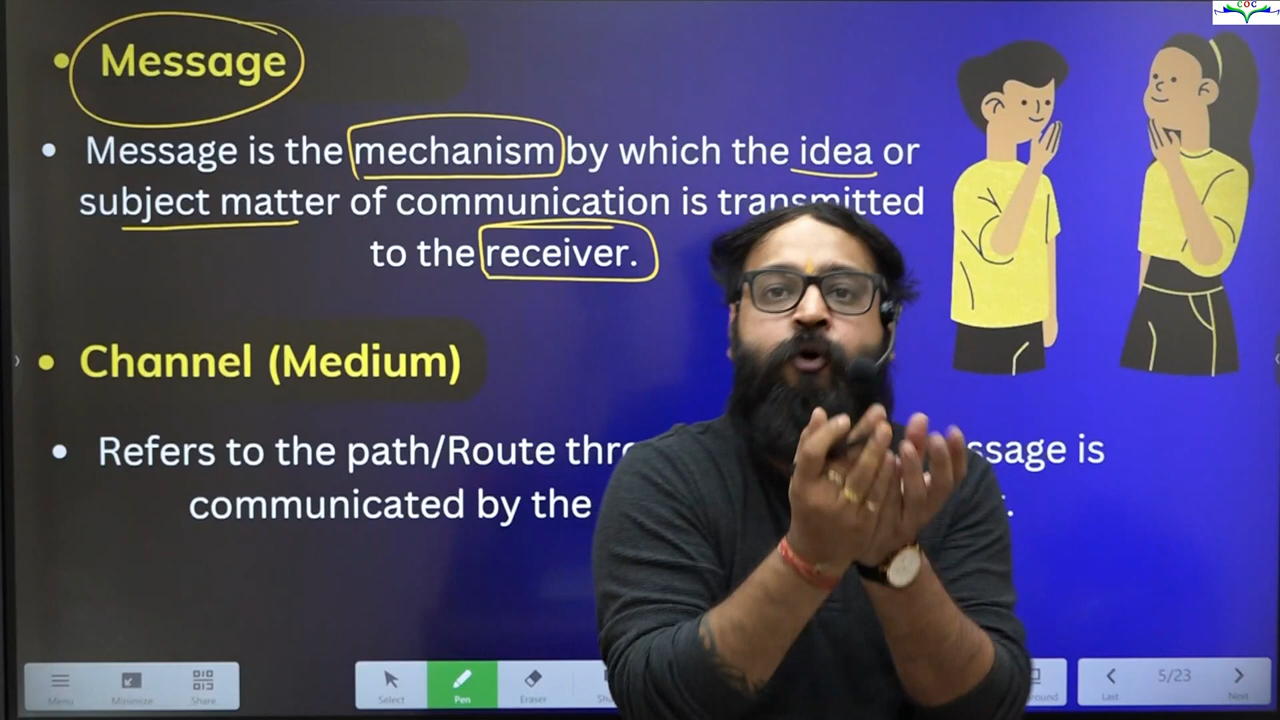 COC
• Message
• Message is the mechanism by which the idea or
subject matter of communication is transmitted
to the receiver.
• Channel (Medium)
• Refers to the path/Route ssage is
communicated by the .
Menu
Minimize
Share
Select
Pen
Eraser
5/23
Last
Next